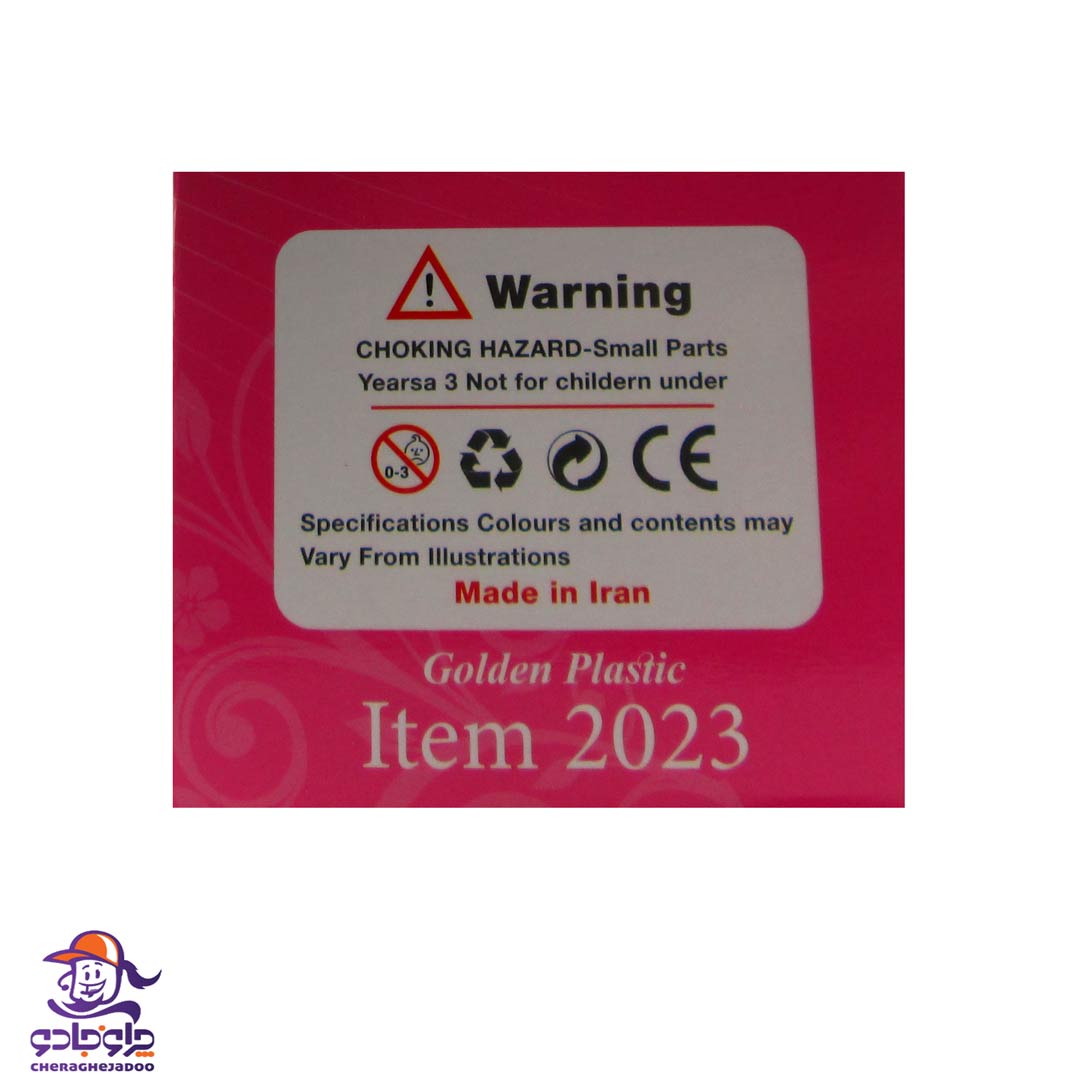 Warning
CHOKING HAZARD-Small Parts
Yearsa 3 Not for childern under
0-3
CE
Specifications Colours and contents may
Vary From Illustrations
Made in Iran
Golden Plastic
Item 2023
چراغ جادو
CHERAGHEJADOO